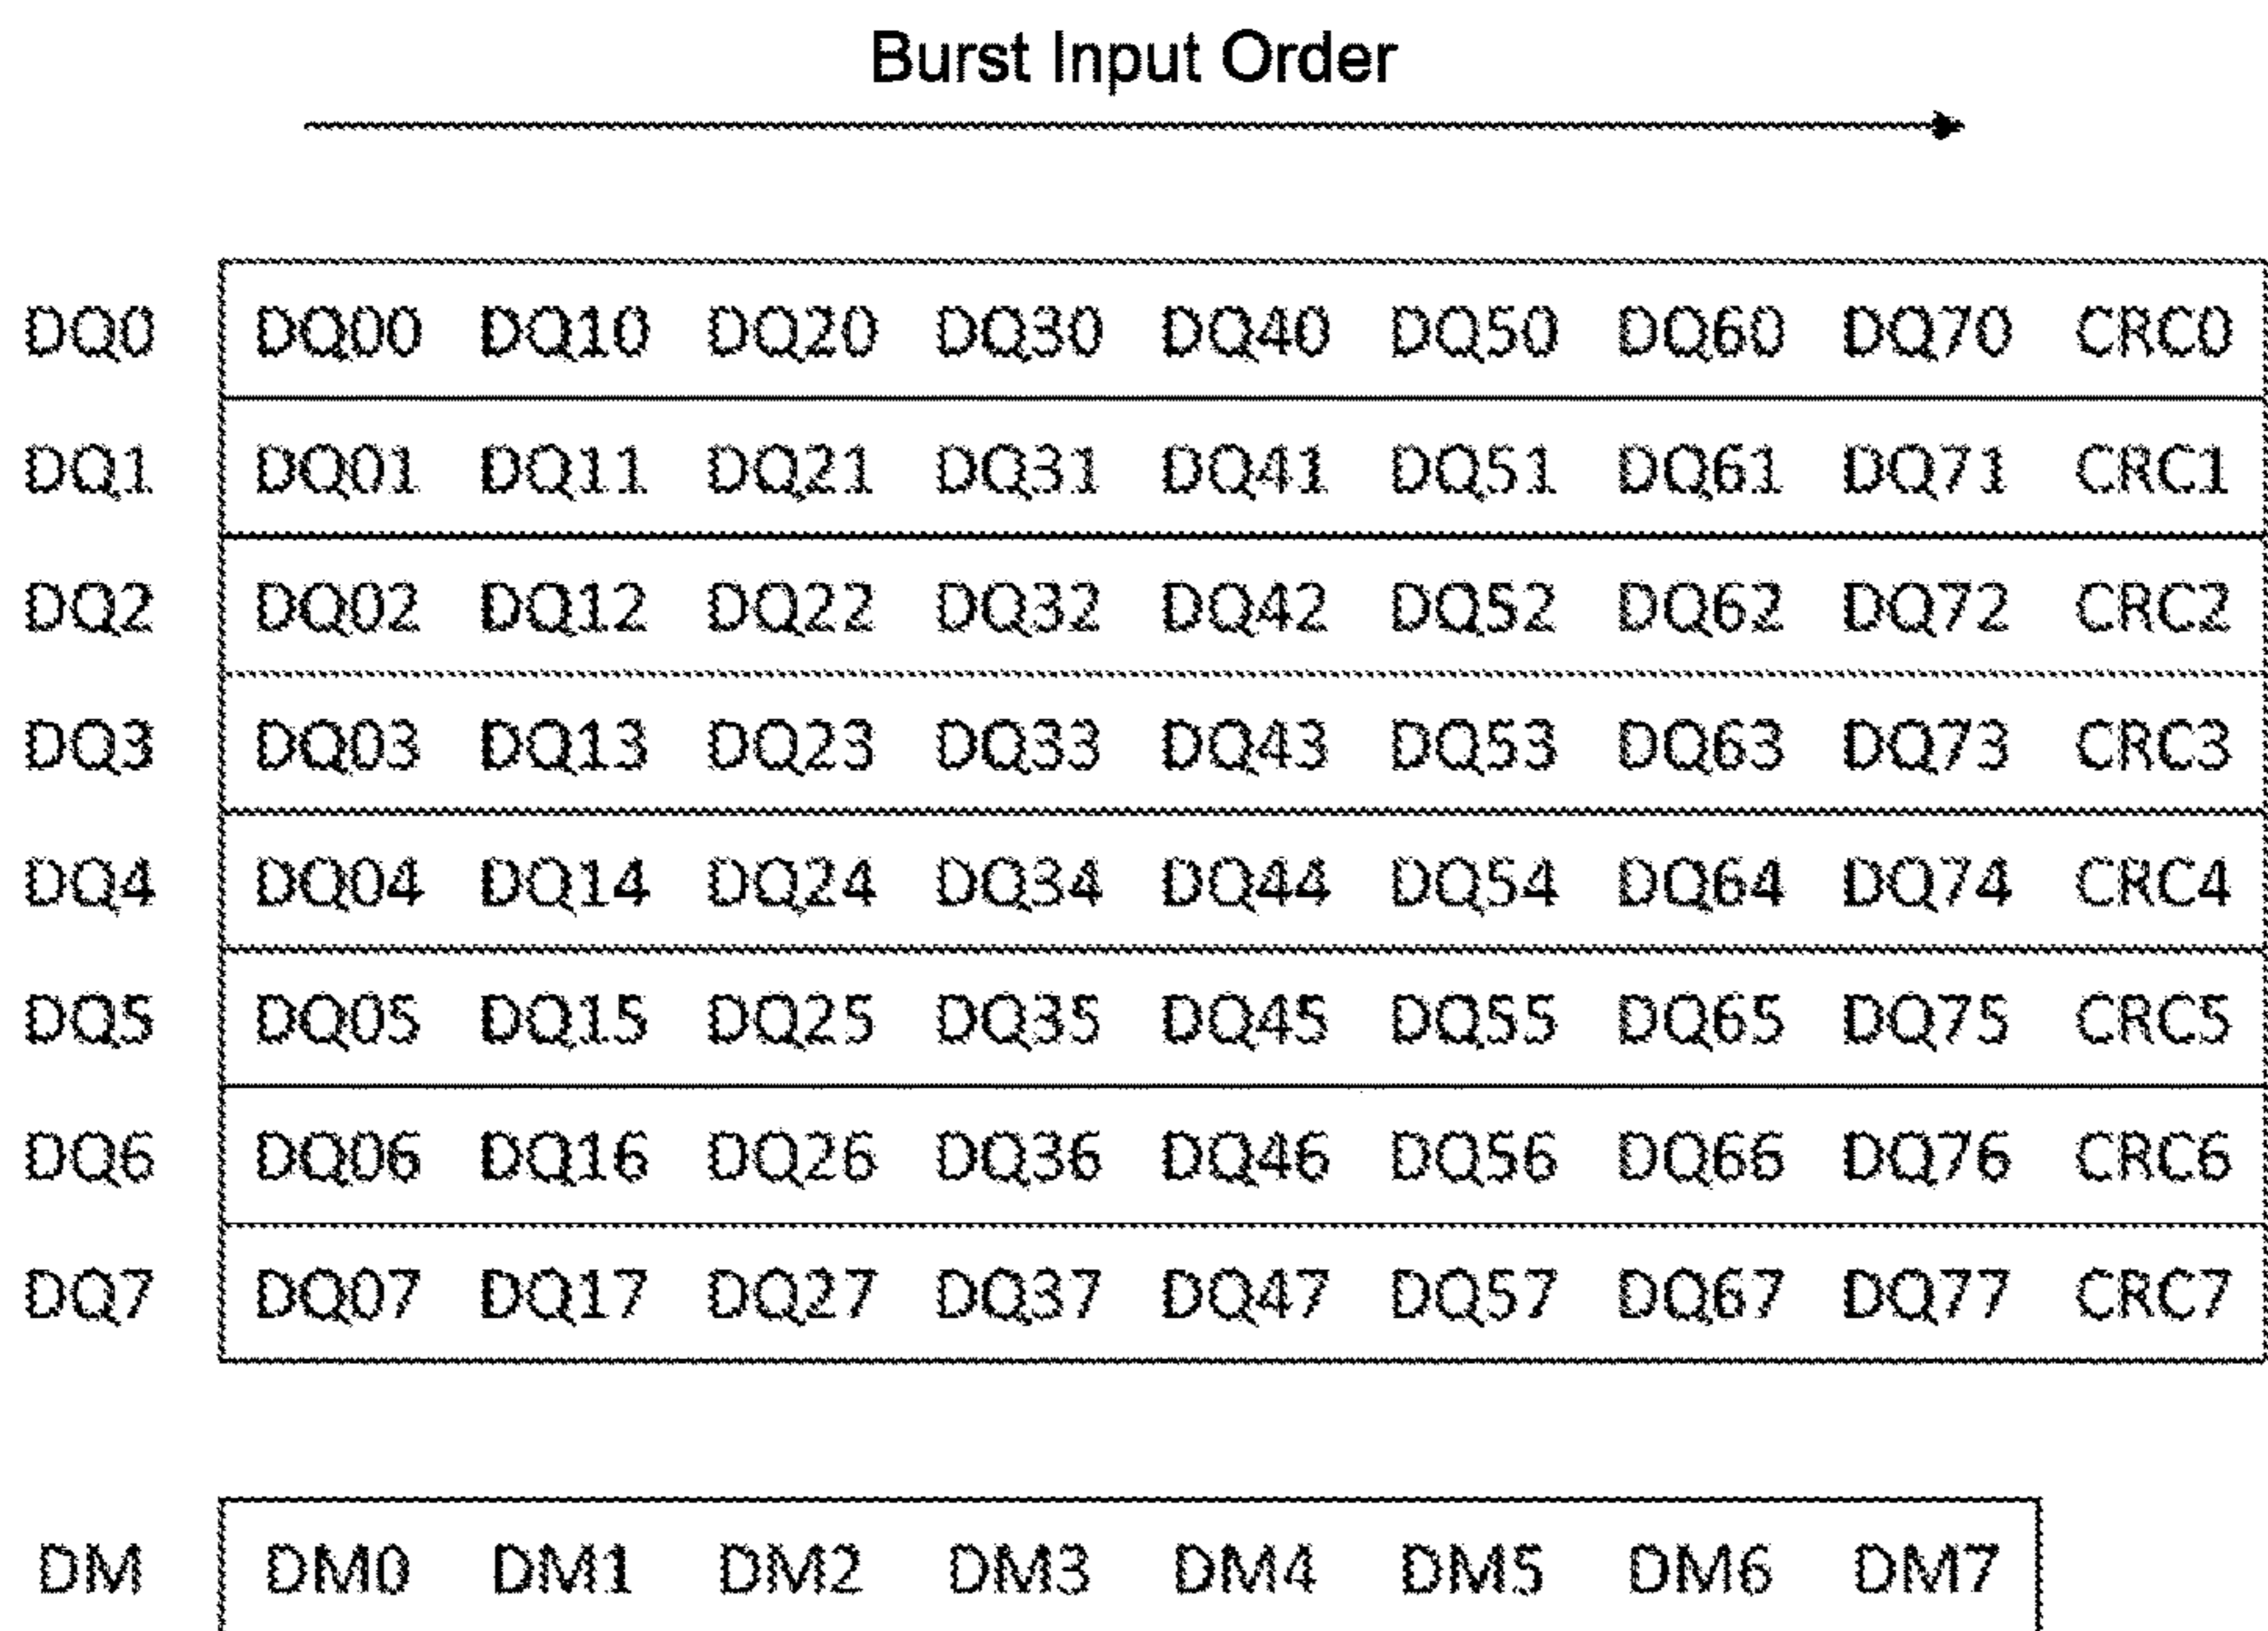 Burst Input Order
DQ0 DQ00 DQ10 DQ20 DQ30 DQ40 DQ50 DQ60 DQ70 CRC0
DQ1 DQ01 DQ11 DQ21 DQ31 DQ41 DQ51 DQ61 DQ71 CRC1
DQ2 DQ02 DQ12 DQ22 DQ32 DQ42 DQ52 DQ62 DQ72 CRC2
DQ3 DQ03 DQ13 DQ23 DQ33 DQ43 DQ53 DQ63 DQ73 CRC3
DQ4 DQ04 DQ14 DQ24 DQ34 DQ44 DQ54 DQ64 DQ74 CRC4
DQ5 DQ05 DQ15 DQ25 DQ35 DQ45 DQ55 DQ65 DQ75 CRC5
DQ6 DQ06 DQ16 DQ26 DQ36 DQ46 DQ56 DQ66 DQ76 CRC6
DQ7 DQ07 DQ17 DQ27 DQ37 DQ47 DQ57 DQ67 DQ77 CRC7
DM DM0 DM1 DM2 DM3 DM4 DM5 DM6 DM7